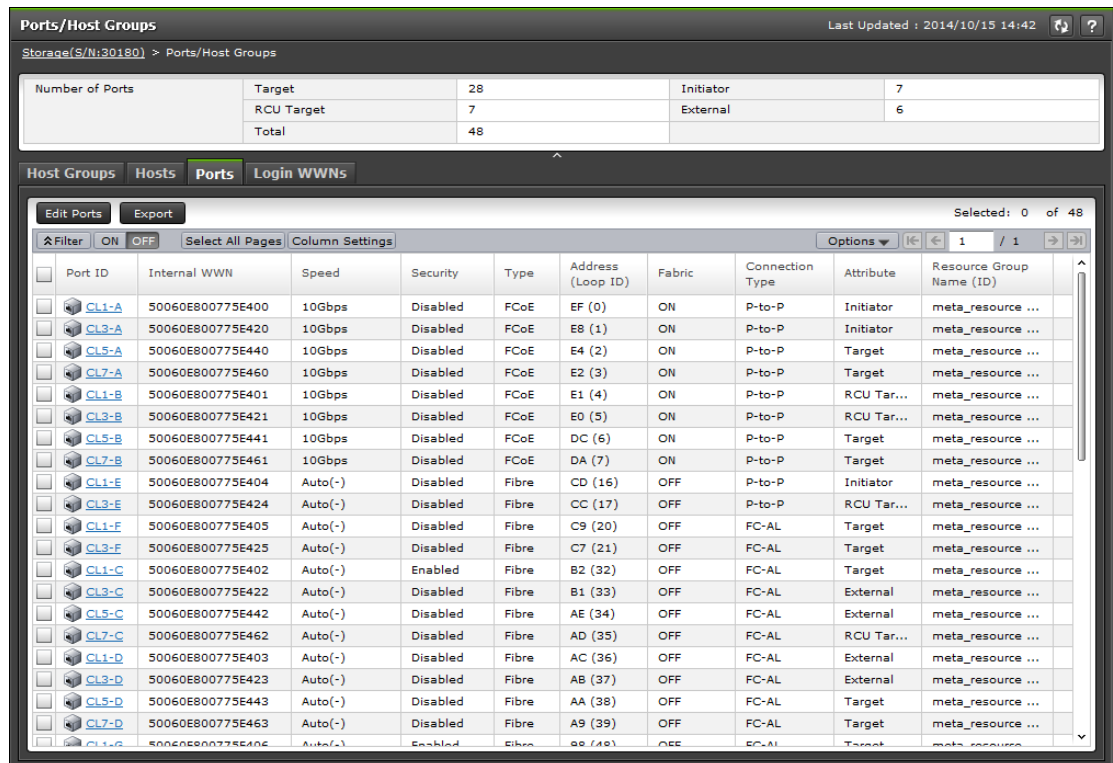 Ports/Host Groups Last Updated : 2014/10/15 14:42 ?
Storage(S/N:30180) > Ports/Host Groups
Number of Ports Target 28 Initiator 7
RCU Target 7 External 6
Total 48
Host Groups Hosts Ports Login WWNs
Edit Ports Export Selected: 0 of 48
Filter ON OFF Select All Pages Column Settings Options 1 / 1
Port ID Internal WWN Speed Security Type Address (Loop ID) Fabric Connection Type Attribute Resource Group Name (ID)
CL1-A 50060E800775E400 10Gbps Disabled FCoE EF (0) ON P-to-P Initiator meta_resource ...
CL3-A 50060E800775E420 10Gbps Disabled FCoE E8 (1) ON P-to-P Initiator meta_resource ...
CL5-A 50060E800775E440 10Gbps Disabled FCoE E4 (2) ON P-to-P Target meta_resource ...
CL7-A 50060E800775E460 10Gbps Disabled FCoE E2 (3) ON P-to-P Target meta_resource ...
CL1-B 50060E800775E401 10Gbps Disabled FCoE E1 (4) ON P-to-P RCU Tar... meta_resource ...
CL3-B 50060E800775E421 10Gbps Disabled FCoE E0 (5) ON P-to-P RCU Tar... meta_resource ...
CL5-B 50060E800775E441 10Gbps Disabled FCoE DC (6) ON P-to-P Target meta_resource ...
CL7-B 50060E800775E461 10Gbps Disabled FCoE DA (7) ON P-to-P Target meta_resource ...
CL1-E 50060E800775E404 Auto(-) Disabled Fibre CD (16) OFF P-to-P Initiator meta_resource ...
CL3-E 50060E800775E424 Auto(-) Disabled Fibre CC (17) OFF P-to-P RCU Tar... meta_resource ...
CL1-F 50060E800775E405 Auto(-) Disabled Fibre C9 (20) OFF FC-AL Target meta_resource ...
CL3-F 50060E800775E425 Auto(-) Disabled Fibre C7 (21) OFF FC-AL Target meta_resource ...
CL1-C 50060E800775E402 Auto(-) Enabled Fibre B2 (32) OFF FC-AL Target meta_resource ...
CL3-C 50060E800775E422 Auto(-) Disabled Fibre B1 (33) OFF FC-AL External meta_resource ...
CL5-C 50060E800775E442 Auto(-) Disabled Fibre AE (34) OFF FC-AL External meta_resource ...
CL7-C 50060E800775E462 Auto(-) Disabled Fibre AD (35) OFF FC-AL RCU Tar... meta_resource ...
CL1-D 50060E800775E403 Auto(-) Disabled Fibre AC (36) OFF FC-AL External meta_resource ...
CL3-D 50060E800775E423 Auto(-) Disabled Fibre AB (37) OFF FC-AL External meta_resource ...
CL5-D 50060E800775E443 Auto(-) Disabled Fibre AA (38) OFF FC-AL Target meta_resource ...
CL7-D 50060E800775E463 Auto(-) Disabled Fibre A9 (39) OFF FC-AL Target meta_resource ...
CL1-G 50060E800775E406 Auto(-) Enabled Fibre 98 (48) OFF FC-AL Target meta_resource ...